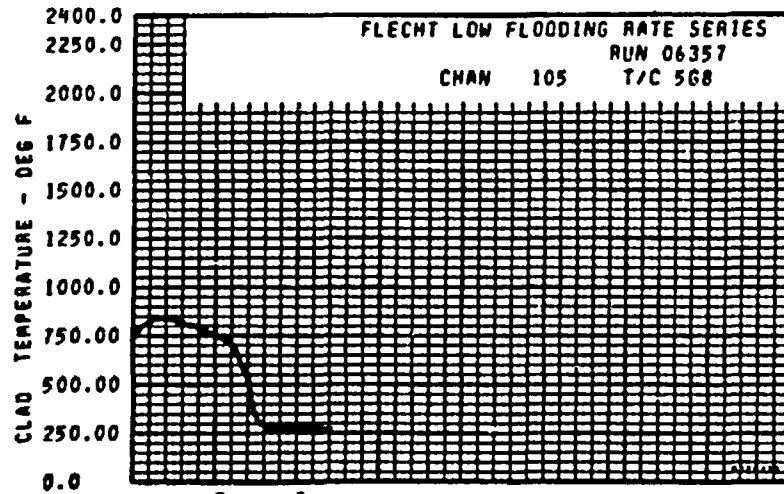 2400.0
FLECHT LOW FLOODING RATE SERIES
2250.0
RUN 06357
CHAN 105 T/C 5G8
2000.0
1750.0
1500.0
1250.0
1000.0
750.00
500.00
250.00
0.0
CLAD TEMPERATURE - DEG F